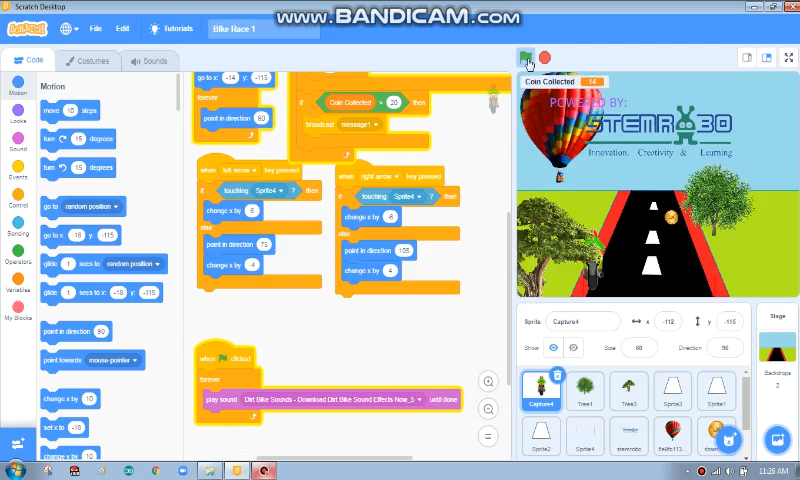 Scratch Desktop
www.BANDICAM.com
SCRATCH File Edit Tutorials Bike Race 1
Code Costumes Sounds
Motion
Looks
Sound
Events
Control
Sensing
Operators
Variables
My Blocks
Motion
move 10 steps
turn 15 degrees
turn 15 degrees
go to random position
go to x: -18 y: -115
glide 1 secs to random position
glide 1 secs to x: -18 y: -115
point in direction 90
point towards mouse-pointer
change x by 10
set x to -18
change y by 10
go to x: -14 y: -115
forever
point in direction 90
if Coin Collected > 20 then
broadcast message1
when left arrow key pressed
if touching Sprite4 ? then
change x by 6
else
point in direction 75
change x by -4
when right arrow key pressed
if touching Sprite4 ? then
change x by -6
else
point in direction 105
change x by 4
when clicked
forever
play sound Dirt Bike Sounds - Download Dirt Bike Sound Effects Now_S until done
Coin Collected 14
POWERED BY:
STEMROBO
Innovation, Creativity & Learning
Sprite Capture4 x -112 y -115
Show Size 60 Direction 90
Capture4 Tree1 Tree3 Sprite3 Sprite1
Sprite2 Sprite4 stemrobo 5e8fc113
Stage
Backdrops
2
11:26 AM